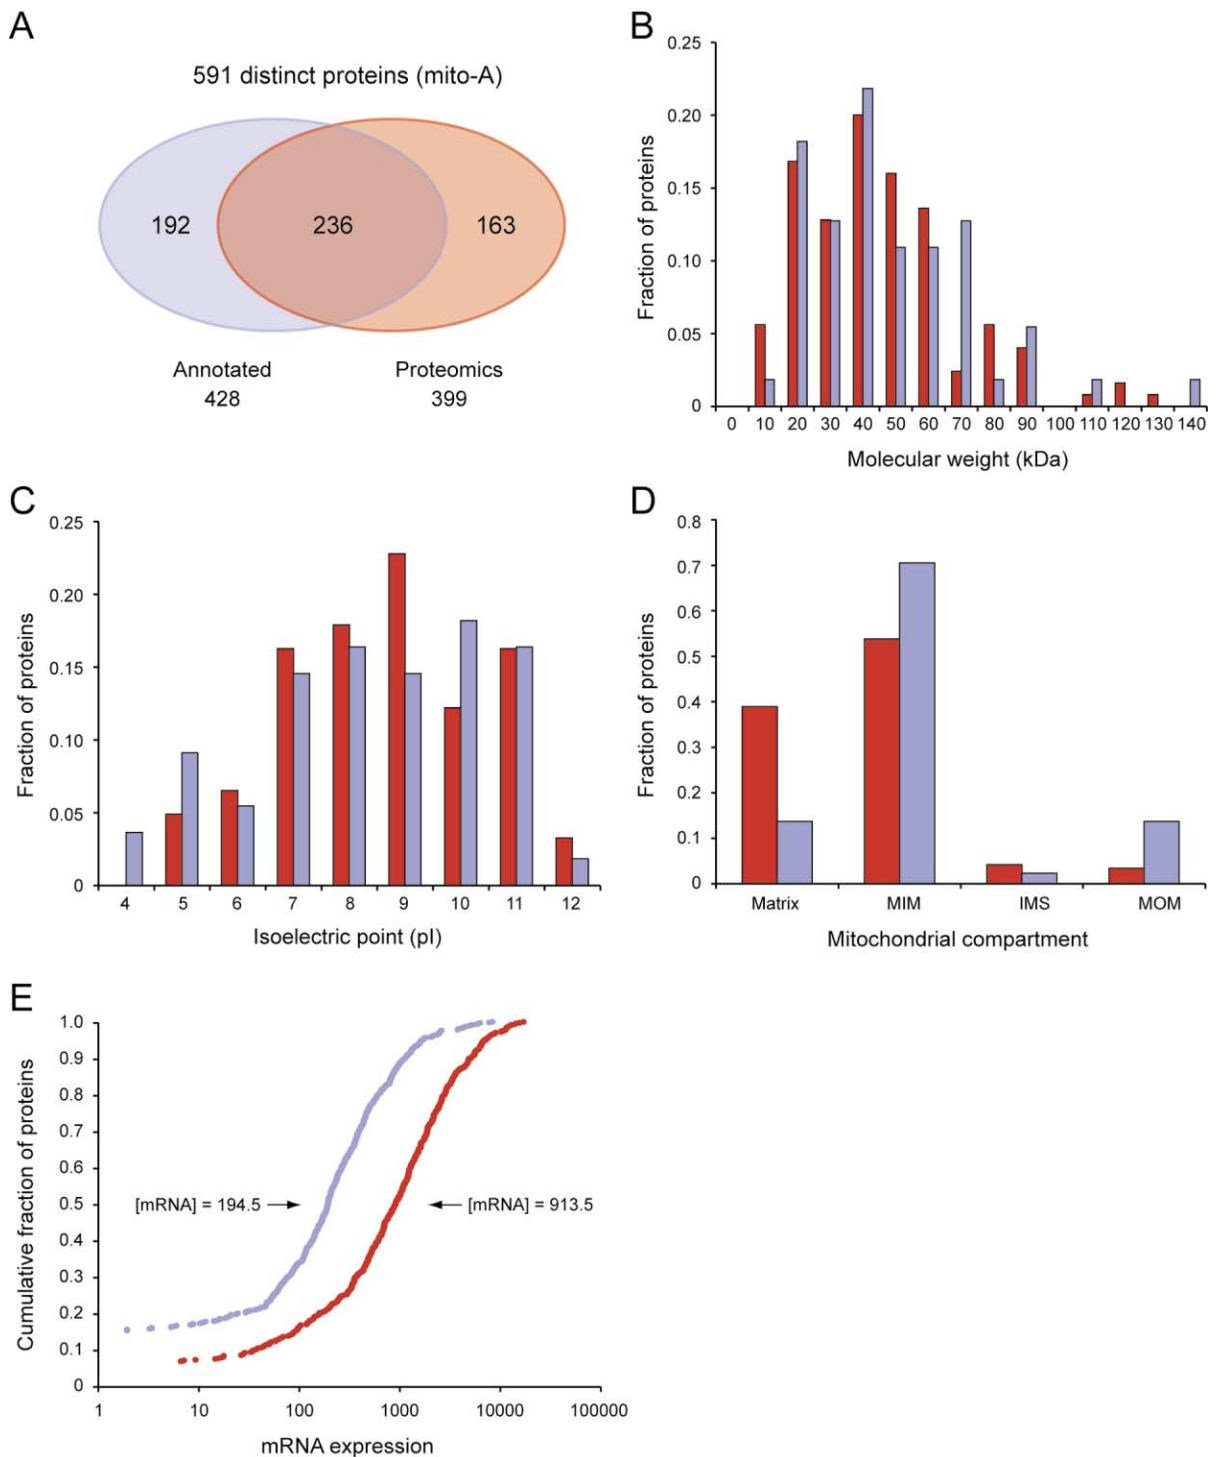 A
591 distinct proteins (mito-A)
192
236
163
Annotated
428
Proteomics
399
B
Fraction of proteins
0.25
0.20
0.15
0.10
0.05
0
0 10 20 30 40 50 60 70 80 90 100 110 120 130 140
Molecular weight (kDa)
C
Fraction of proteins
0.25
0.20
0.15
0.10
0.05
0
4 5 6 7 8 9 10 11 12
Isoelectric point (pI)
D
Fraction of proteins
0.8
0.7
0.6
0.5
0.4
0.3
0.2
0.1
0
Matrix MIM IMS MOM
Mitochondrial compartment
E
Cumulative fraction of proteins
1.0
0.9
0.8
0.7
0.6
0.5
0.4
0.3
0.2
0.1
0
[mRNA] = 194.5
[mRNA] = 913.5
1 10 100 1000 10000 100000
mRNA expression